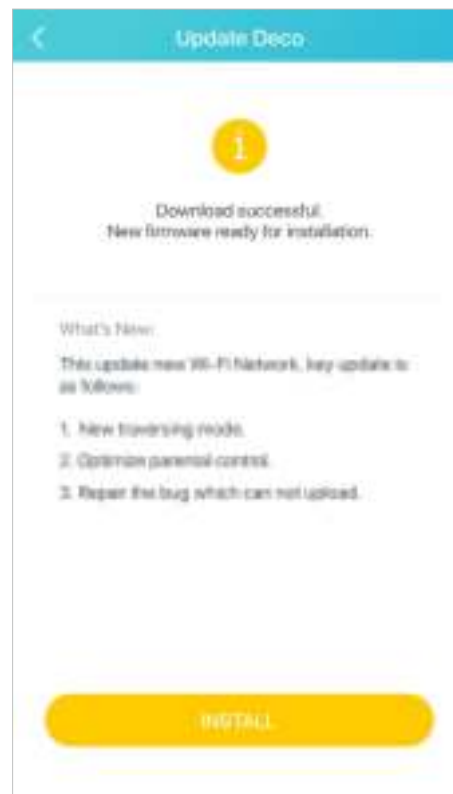 Update Deco
1
Download successful.
New firmware ready for installation.
What's New:
This update new Wi-Fi Network, key update is
as follows:
1. New traversing mode.
2. Optimize parental control.
3. Repair the bug which can not upload.
INSTALL